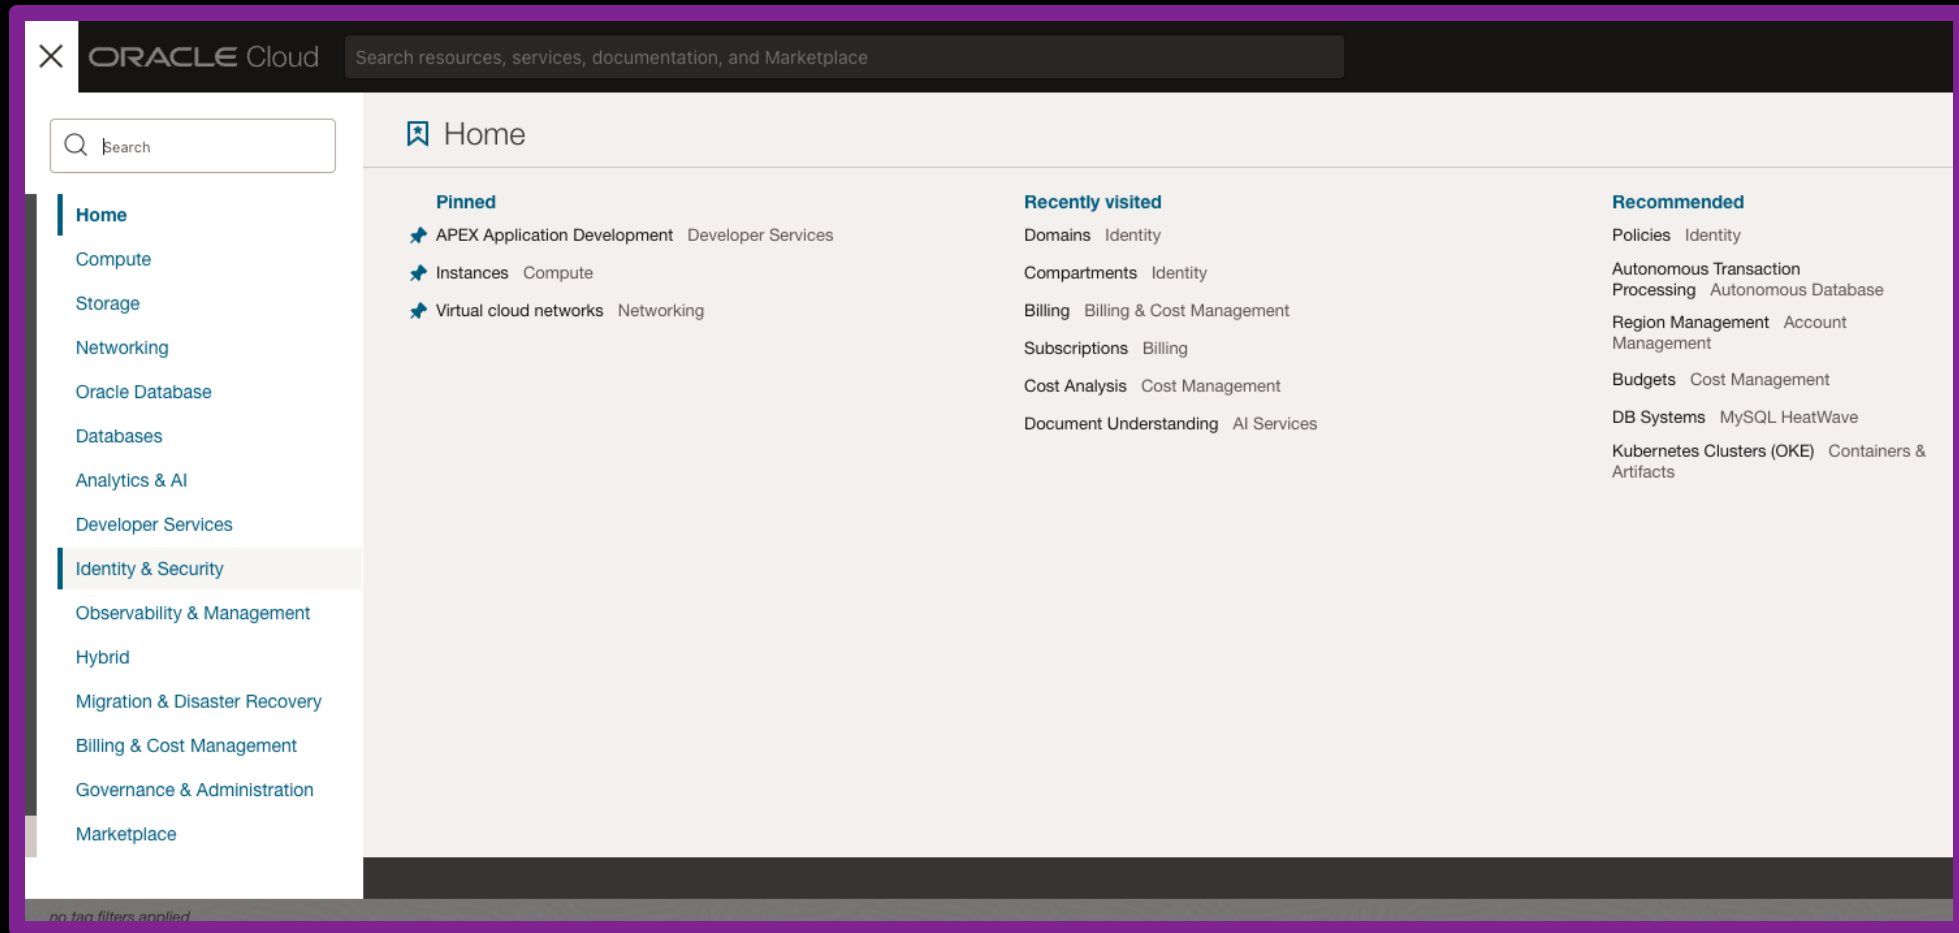 ORACLE Cloud
Search resources, services, documentation, and Marketplace
Search
Home
Compute
Storage
Networking
Oracle Database
Databases
Analytics & AI
Developer Services
Identity & Security
Observability & Management
Hybrid
Migration & Disaster Recovery
Billing & Cost Management
Governance & Administration
Marketplace
no tag filters applied
Home
Pinned
APEX Application Development Developer Services
Instances Compute
Virtual cloud networks Networking
Recently visited
Domains Identity
Compartments Identity
Billing Billing & Cost Management
Subscriptions Billing
Cost Analysis Cost Management
Document Understanding AI Services
Recommended
Policies Identity
Autonomous Transaction
Processing Autonomous Database
Region Management Account
Management
Budgets Cost Management
DB Systems MySQL HeatWave
Kubernetes Clusters (OKE) Containers &
Artifacts